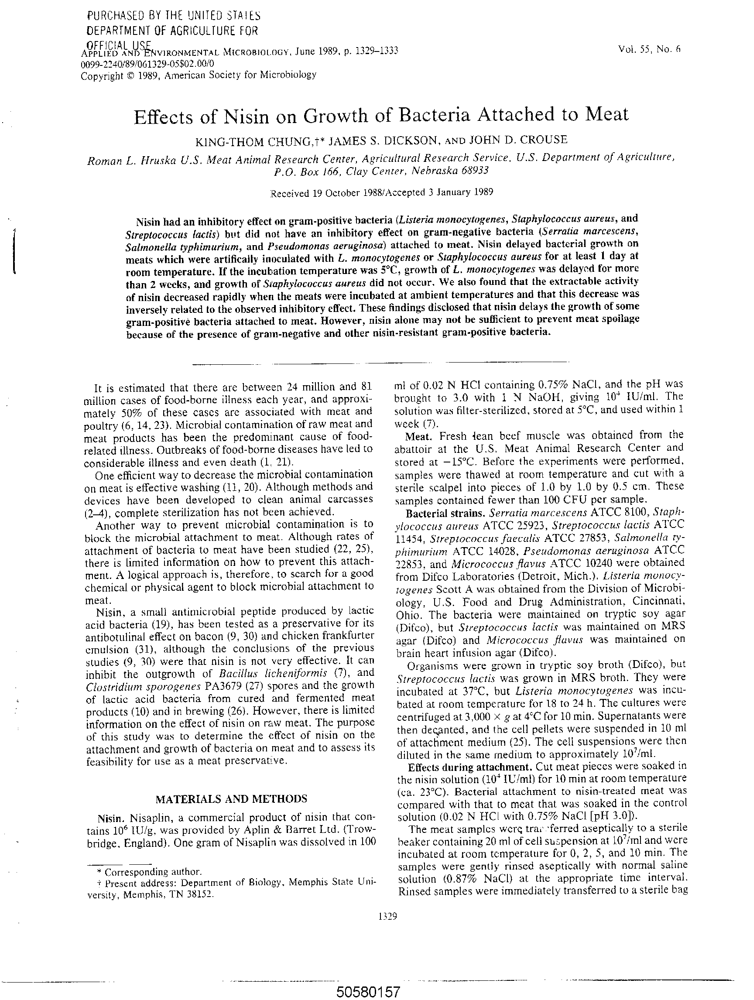 PURCHASED BY THE UNITED STATES
DEPARTMENT OF AGRICULTURE FOR
OFFICIAL USE
APPLIED AND ENVIRONMENTAL MICROBIOLOGY, June 1989, p. 1329–1333
0099-2240/89/061329-05$02.00/0
Copyright © 1989, American Society for Microbiology
Vol. 55, No. 6
Effects of Nisin on Growth of Bacteria Attached to Meat
KING-THOM CHUNG,†* JAMES S. DICKSON, AND JOHN D. CROUSE
Roman L. Hruska U.S. Meat Animal Research Center, Agricultural Research Service, U.S. Department of Agriculture,
P.O. Box 166, Clay Center, Nebraska 68933
Received 19 October 1988/Accepted 3 January 1989
Nisin had an inhibitory effect on gram-positive bacteria (Listeria monocytogenes, Staphylococcus aureus, and
Streptococcus lactis) but did not have an inhibitory effect on gram-negative bacteria (Serratia marcescens,
Salmonella typhimurium, and Pseudomonas aeruginosa) attached to meat. Nisin delayed bacterial growth on
meats which were artifically inoculated with L. monocytogenes or Staphylococcus aureus for at least 1 day at
room temperature. If the incubation temperature was 5°C, growth of L. monocytogenes was delayed for more
than 2 weeks, and growth of Staphylococcus aureus did not occur. We also found that the extractable activity
of nisin decreased rapidly when the meats were incubated at ambient temperatures and that this decrease was
inversely related to the observed inhibitory effect. These findings disclosed that nisin delays the growth of some
gram-positive bacteria attached to meat. However, nisin alone may not be sufficient to prevent meat spoilage
because of the presence of gram-negative and other nisin-resistant gram-positive bacteria.
It is estimated that there are between 24 million and 81
million cases of food-borne illness each year, and approxi-
mately 50% of these cases are associated with meat and
poultry (6, 14, 23). Microbial contamination of raw meat and
meat products has been the predominant cause of food-
related illness. Outbreaks of food-borne diseases have led to
considerable illness and even death (1, 21).
One efficient way to decrease the microbial contamination
on meat is effective washing (11, 20). Although methods and
devices have been developed to clean animal carcasses
(2–4), complete sterilization has not been achieved.
Another way to prevent microbial contamination is to
block the microbial attachment to meat. Although rates of
attachment of bacteria to meat have been studied (22, 25),
there is limited information on how to prevent this attach-
ment. A logical approach is, therefore, to search for a good
chemical or physical agent to block microbial attachment to
meat.
Nisin, a small antimicrobial peptide produced by lactic
acid bacteria (19), has been tested as a preservative for its
antibotulinal effect on bacon (9, 30) and chicken frankfurter
emulsion (31), although the conclusions of the previous
studies (9, 30) were that nisin is not very effective. It can
inhibit the outgrowth of Bacillus licheniformis (7), and
Clostridium sporogenes PA3679 (27) spores and the growth
of lactic acid bacteria from cured and fermented meat
products (10) and in brewing (26). However, there is limited
information on the effect of nisin on raw meat. The purpose
of this study was to determine the effect of nisin on the
attachment and growth of bacteria on meat and to assess its
feasibility for use as a meat preservative.
MATERIALS AND METHODS
Nisin. Nisaplin, a commercial product of nisin that con-
tains 10⁶ IU/g, was provided by Aplin & Barret Ltd. (Trow-
bridge, England). One gram of Nisaplin was dissolved in 100
* Corresponding author.
† Present address: Department of Biology, Memphis State Uni-
versity, Memphis, TN 38152.
ml of 0.02 N HCl containing 0.75% NaCl, and the pH was
brought to 3.0 with 1 N NaOH, giving 10⁴ IU/ml. The
solution was filter-sterilized, stored at 5°C, and used within 1
week (7).
Meat. Fresh lean beef muscle was obtained from the
abattoir at the U.S. Meat Animal Research Center and
stored at −15°C. Before the experiments were performed,
samples were thawed at room temperature and cut with a
sterile scalpel into pieces of 1.0 by 1.0 by 0.5 cm. These
samples contained fewer than 100 CFU per sample.
Bacterial strains. Serratia marcescens ATCC 8100, Staph-
ylococcus aureus ATCC 25923, Streptococcus lactis ATCC
11454, Streptococcus faecalis ATCC 27853, Salmonella ty-
phimurium ATCC 14028, Pseudomonas aeruginosa ATCC
22853, and Micrococcus flavus ATCC 10240 were obtained
from Difco Laboratories (Detroit, Mich.). Listeria monocy-
togenes Scott A was obtained from the Division of Microbi-
ology, U.S. Food and Drug Administration, Cincinnati,
Ohio. The bacteria were maintained on tryptic soy agar
(Difco), but Streptococcus lactis was maintained on MRS
agar (Difco) and Micrococcus flavus was maintained on
brain heart infusion agar (Difco).
Organisms were grown in tryptic soy broth (Difco), but
Streptococcus lactis was grown in MRS broth. They were
incubated at 37°C, but Listeria monocytogenes was incu-
bated at room temperature for 18 to 24 h. The cultures were
centrifuged at 3,000 × g at 4°C for 10 min. Supernatants were
then decanted, and the cell pellets were suspended in 10 ml
of attachment medium (25). The cell suspensions were then
diluted in the same medium to approximately 10⁷/ml.
Effects during attachment. Cut meat pieces were soaked in
the nisin solution (10⁴ IU/ml) for 10 min at room temperature
(ca. 23°C). Bacterial attachment to nisin-treated meat was
compared with that to meat that was soaked in the control
solution (0.02 N HCl with 0.75% NaCl [pH 3.0]).
The meat samples were transferred aseptically to a sterile
beaker containing 20 ml of cell suspension at 10⁷/ml and were
incubated at room temperature for 0, 2, 5, and 10 min. The
samples were gently rinsed aseptically with normal saline
solution (0.87% NaCl) at the appropriate time interval.
Rinsed samples were immediately transferred to a sterile bag
1329
50580157